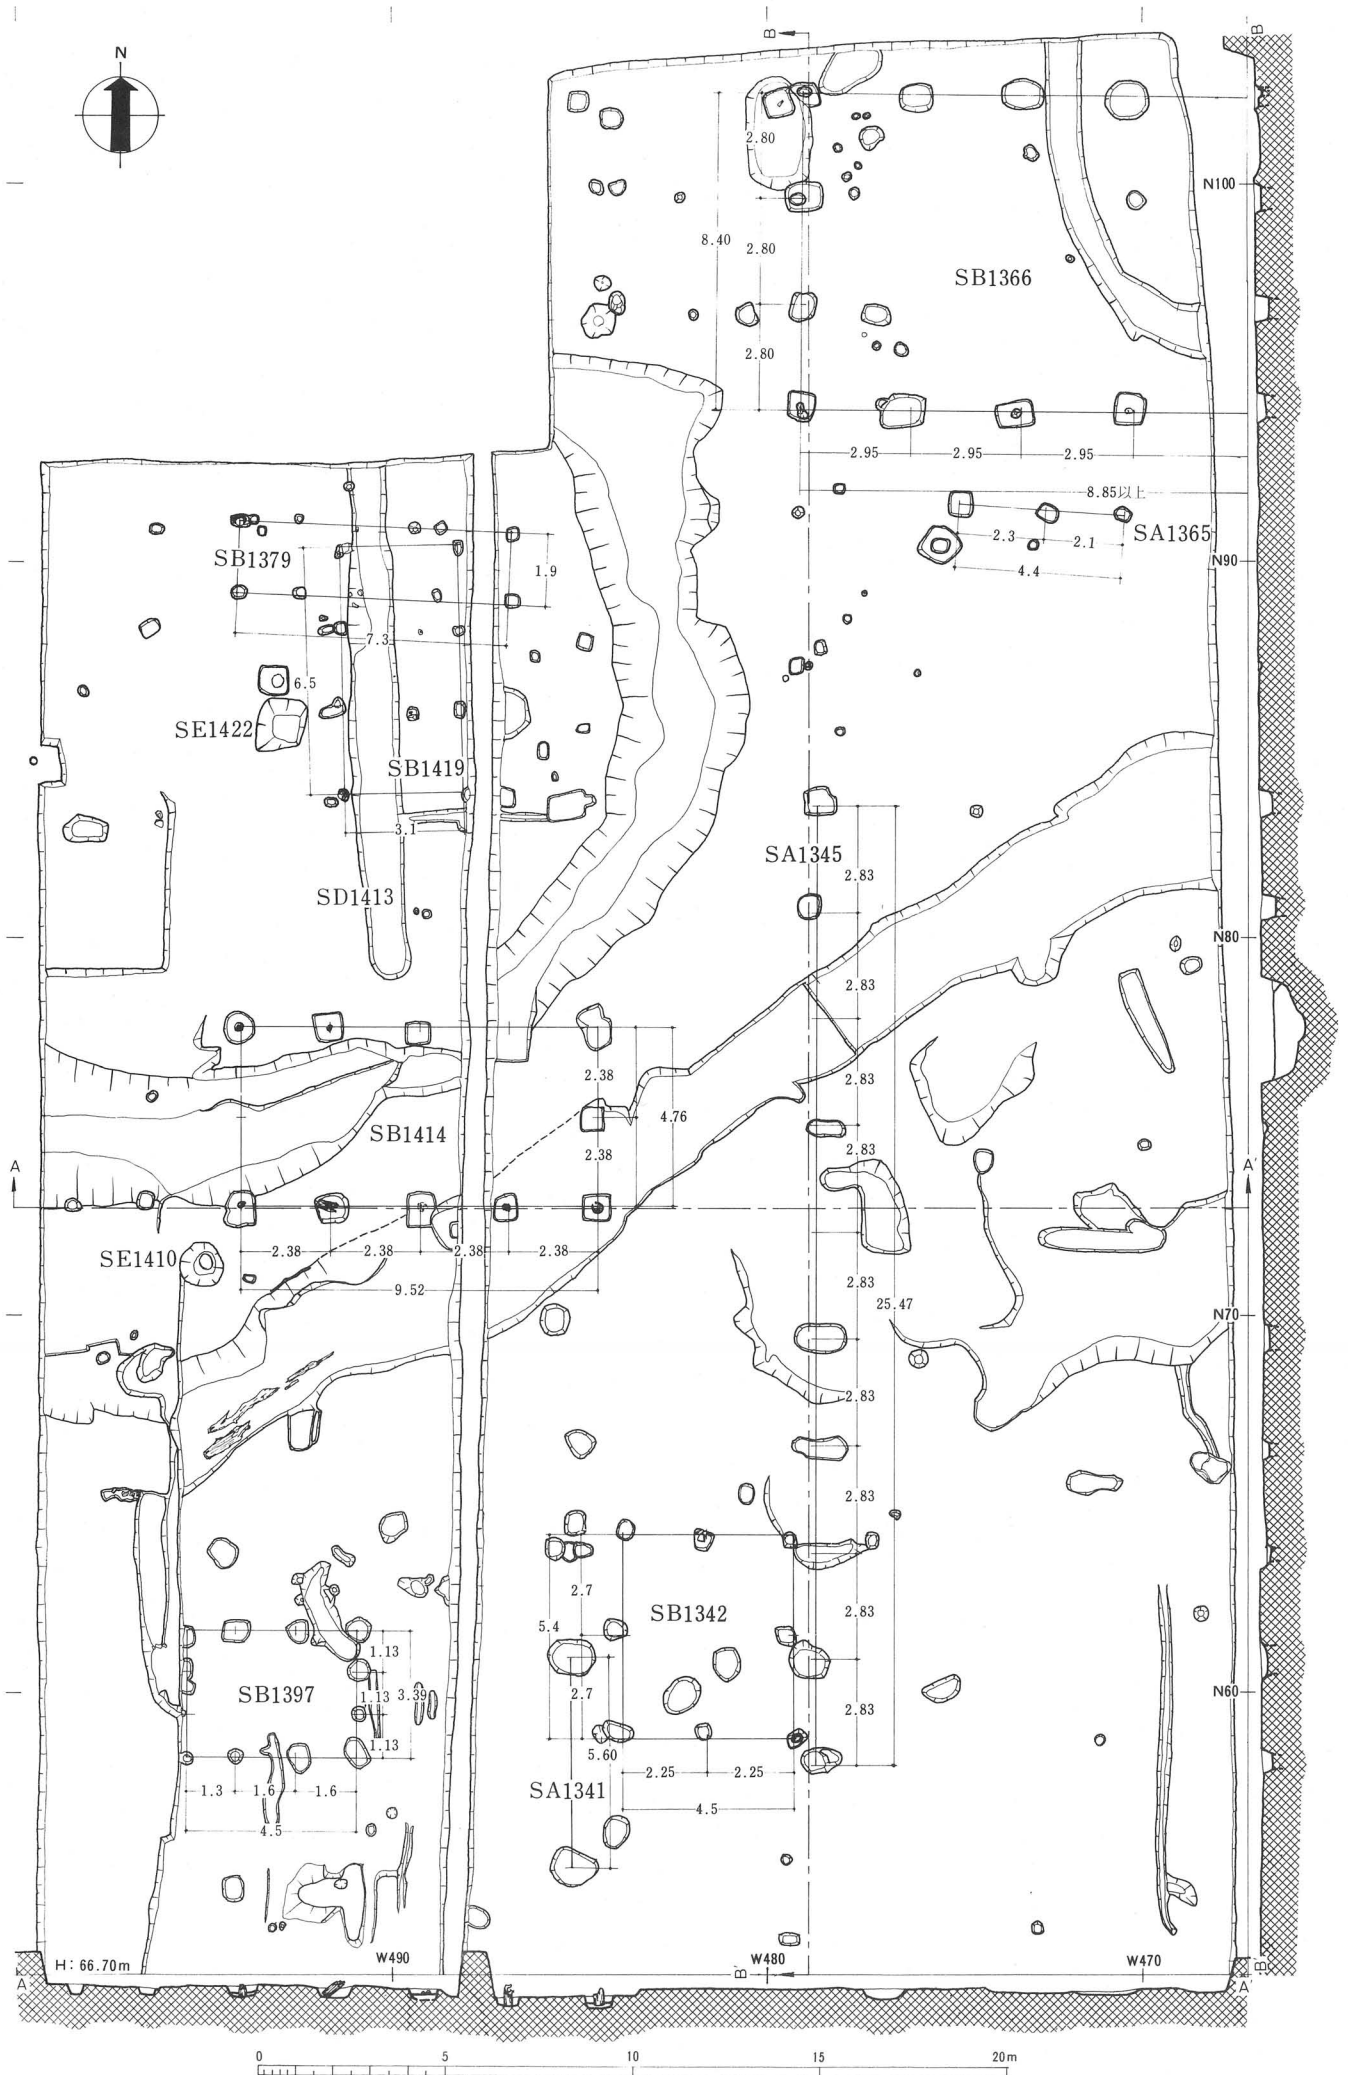 N
B
B
2.80
N100
8.40
2.80
SB1366
2.80
2.95
2.95
2.95
8.85以上
SA1365
2.3
2.1
4.4
N90
SB1379
1.9
7.3
6.5
SE1422
SB1419
3.1
SA1345
2.83
SD1413
N80
2.83
2.38
2.83
4.76
SB1414
2.38
2.83
A
A'
SE1410
2.38
2.38
2.38
2.38
9.52
2.83
25.47
N70
2.83
2.83
2.7
5.4
SB1342
2.83
1.13
SB1397
1.13
3.39
2.7
N60
2.83
1.13
5.60
1.3
1.6
1.6
2.25
2.25
SA1341
4.5
4.5
H: 66.70m
W490
W480
W470
A
B'
B'
A'
0
5
10
15
20m